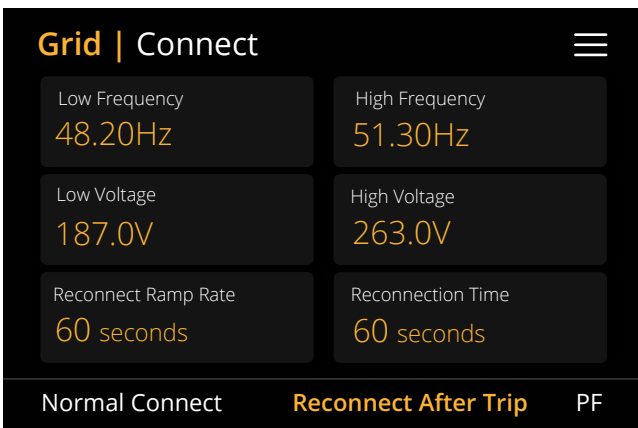 Grid | Connect
Low Frequency
48.20Hz
High Frequency
51.30Hz
Low Voltage
187.0V
High Voltage
263.0V
Reconnect Ramp Rate
60 seconds
Reconnection Time
60 seconds
Normal Connect
Reconnect After Trip
PF